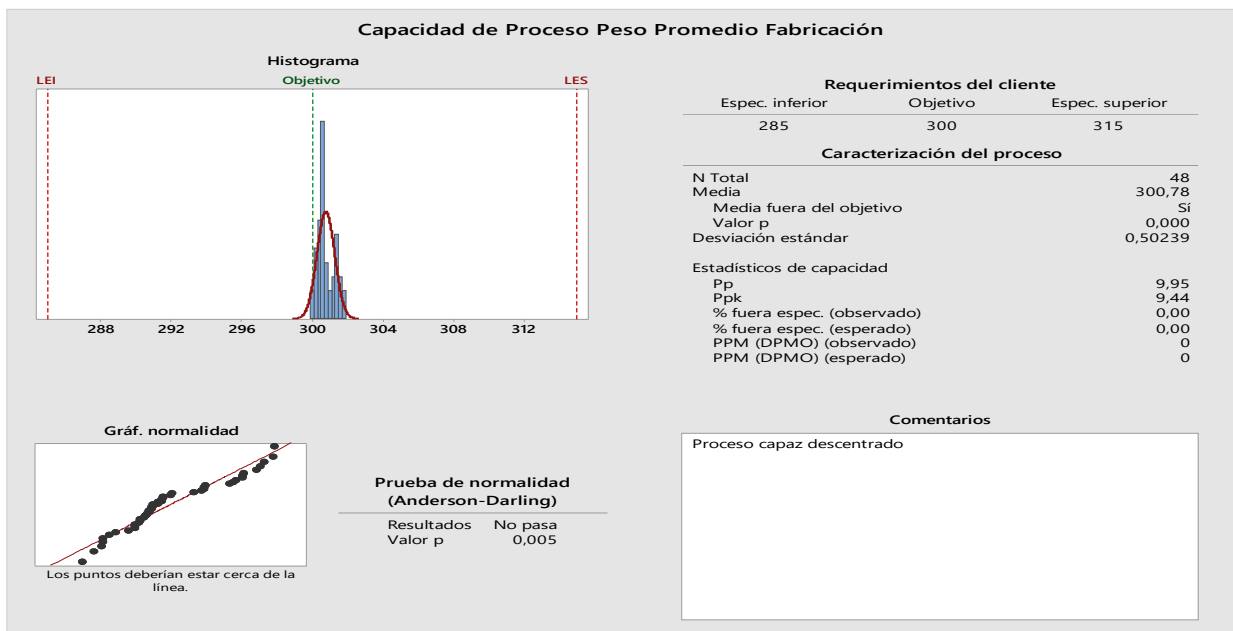 Capacidad de Proceso Peso Promedio Fabricación
Histograma
LEI Objetivo LES
288 292 296 300 304 308 312
Requerimientos del cliente
Espec. inferior Objetivo Espec. superior
285 300 315
Caracterización del proceso
N Total 48
Media 300,78
Media fuera del objetivo Sí
Valor p 0,000
Desviación estándar 0,50239
Estadísticos de capacidad
Pp 9,95
Ppk 9,44
% fuera espec. (observado) 0,00
% fuera espec. (esperado) 0,00
PPM (DPMO) (observado) 0
PPM (DPMO) (esperado) 0
Gráf. normalidad
Los puntos deberían estar cerca de la
línea.
Prueba de normalidad
(Anderson-Darling)
Resultados No pasa
Valor p 0,005
Comentarios
Proceso capaz descentrado